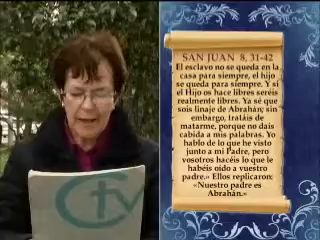 SAN JUAN 8, 31-42
El esclavo no se queda en la
casa para siempre, el hijo
se queda para siempre. Y si
el Hijo os hace libres seréis
realmente libres. Ya sé que
sois linaje de Abrahán; sin
embargo, tratáis de
matarme, porque no dais
cabida a mis palabras. Yo
hablo de lo que he visto
junto a mi Padre, pero
vosotros hacéis lo que le
habéis oído a vuestro
padre.» Ellos replicaron:
«Nuestro padre es
Abrahán.»
ctv